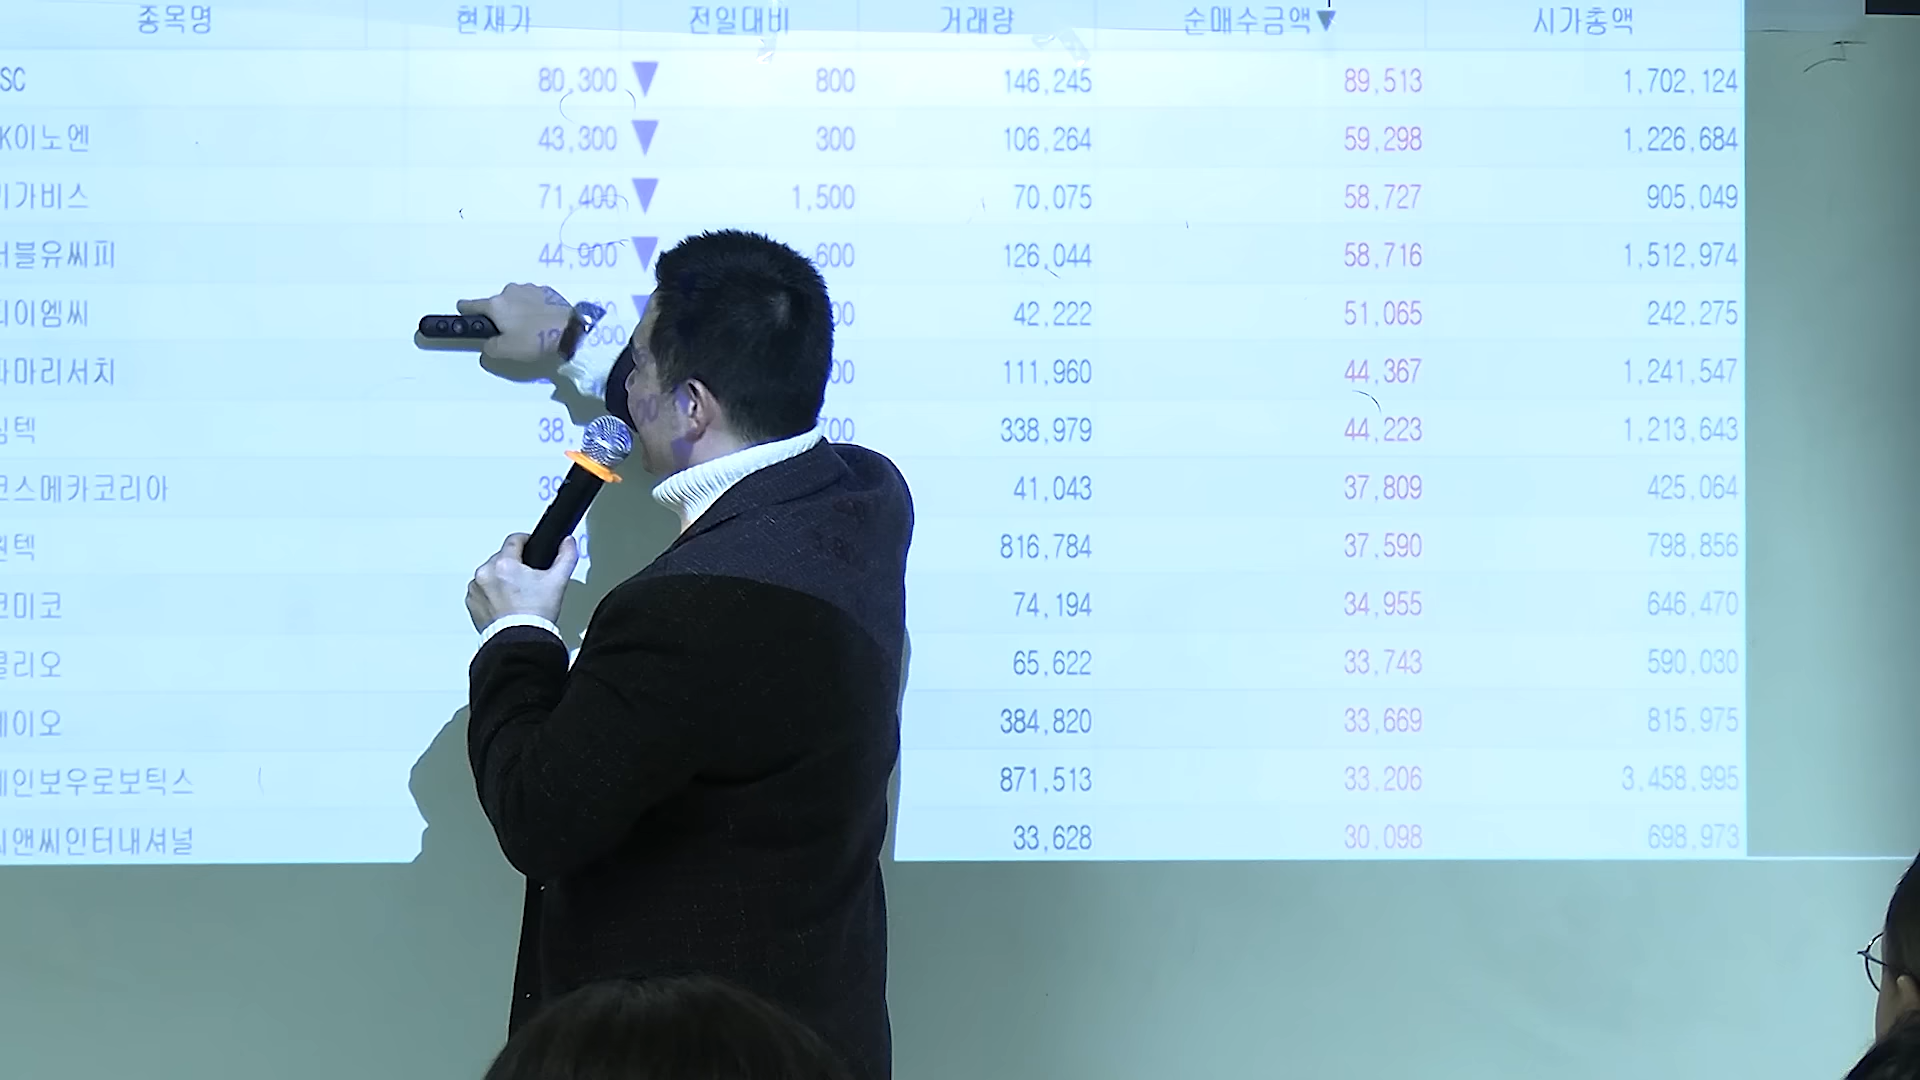 종목명 현재가 전일대비 거래량 순매수금액▼ 시가총액
SC 80,300 ▼ 800 146,245 89,513 1,702,124
K이노엔 43,300 ▼ 300 106,264 59,298 1,226,684
가비스 71,400 ▼ 1,500 70,075 58,727 905,049
블유씨피 44,900 ▼ 600 126,044 58,716 1,512,974
이엠씨 42,222 51,065 242,275
마리서치 111,960 44,367 1,241,547
텍 38, 700 338,979 44,223 1,213,643
스메카코리아 39 41,043 37,809 425,064
텍 816,784 37,590 798,856
미코 74,194 34,955 646,470
리오 65,622 33,743 590,030
이오 384,820 33,669 815,975
인보우로보틱스 871,513 33,206 3,458,995
앤씨인터내셔널 33,628 30,098 698,973